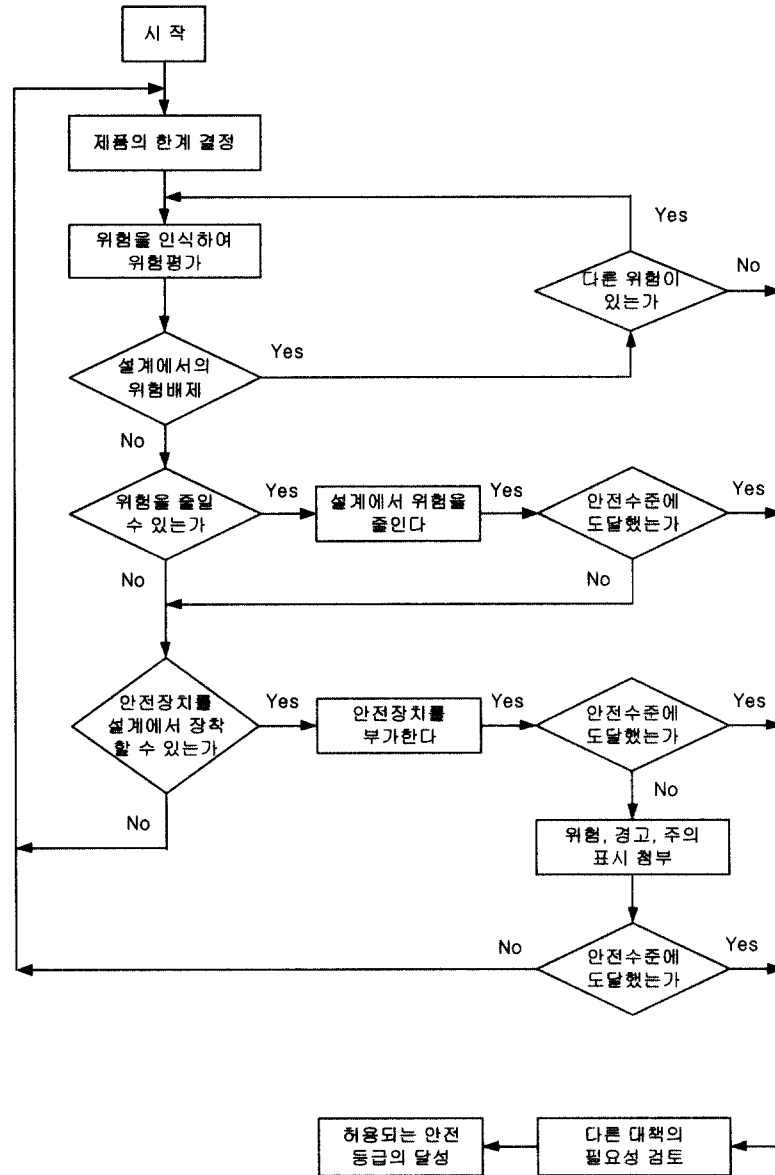 시 작
제품의 한계 결정
위험을 인식하여
위험평가
Yes
다른 위험이
있는가
No
설계에서의
위험배제
Yes
No
위험을 줄일
수 있는가
Yes
설계에서 위험을
줄인다
Yes
안전수준에
도달했는가
Yes
No
No
안전장치를
설계에서 장착
할 수 있는가
Yes
안전장치를
부가한다
Yes
안전수준에
도달했는가
Yes
No
No
위험, 경고, 주의
표시 첨부
No
안전수준에
도달했는가
Yes
허용되는 안전
등급의 달성
다른 대책의
필요성 검토